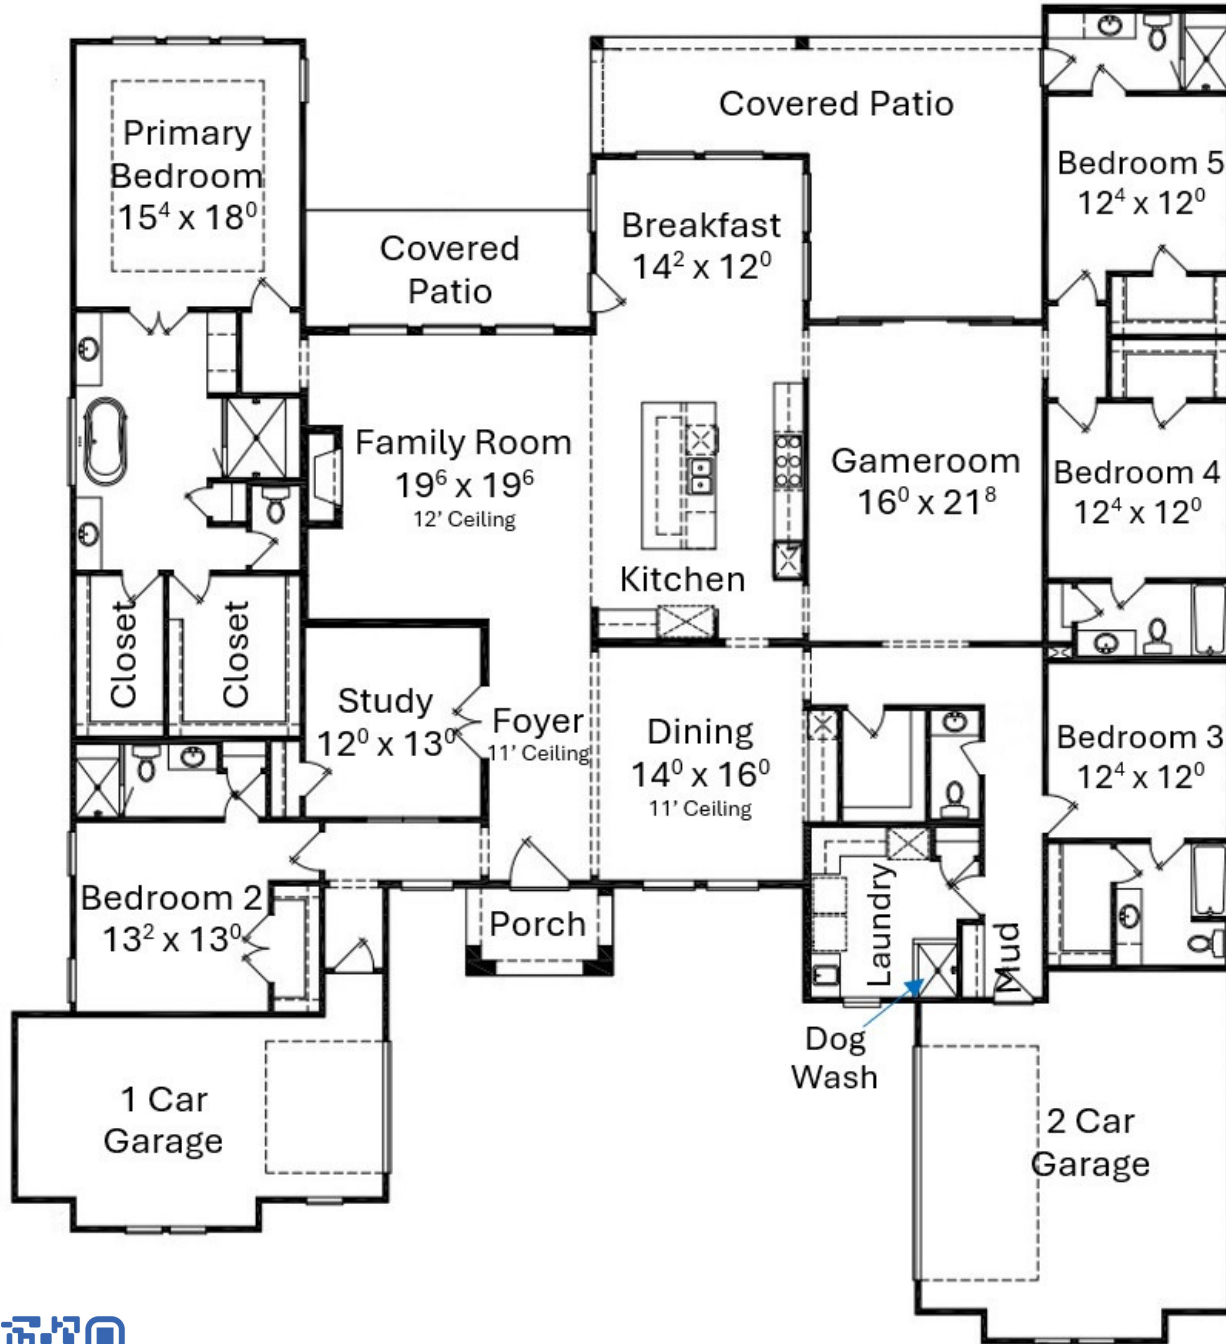 Primary
Bedroom
15⁴ x 18⁰
Covered Patio
Bedroom 5
12⁴ x 12⁰
Breakfast
14² x 12⁰
Covered
Patio
Family Room
19⁶ x 19⁶
12’ Ceiling
Gameroom
16⁰ x 21⁸
Bedroom 4
12⁴ x 12⁰
Kitchen
Closet
Closet
Study
12⁰ x 13⁰
Foyer
11’ Ceiling
Dining
14⁰ x 16⁰
11’ Ceiling
Bedroom 3
12⁴ x 12⁰
Bedroom 2
13² x 13⁰
Porch
Laundry
Mud
Dog
Wash
1 Car
Garage
2 Car
Garage